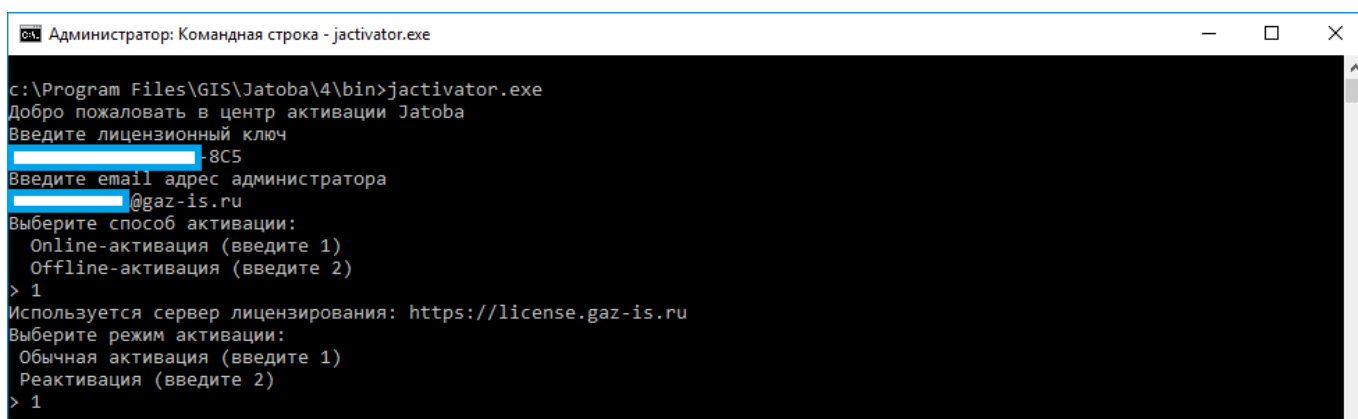 Администратор: Командная строка - jactivator.exe
c:\Program Files\GIS\Jatoba\4\bin>jactivator.exe
Добро пожаловать в центр активации Jatoba
Введите лицензионный ключ
-8C5
Введите email адрес администратора
@gaz-is.ru
Выберите способ активации:
Online-активация (введите 1)
Offline-активация (введите 2)
> 1
Используется сервер лицензирования: https://license.gaz-is.ru
Выберите режим активации:
Обычная активация (введите 1)
Реактивация (введите 2)
> 1